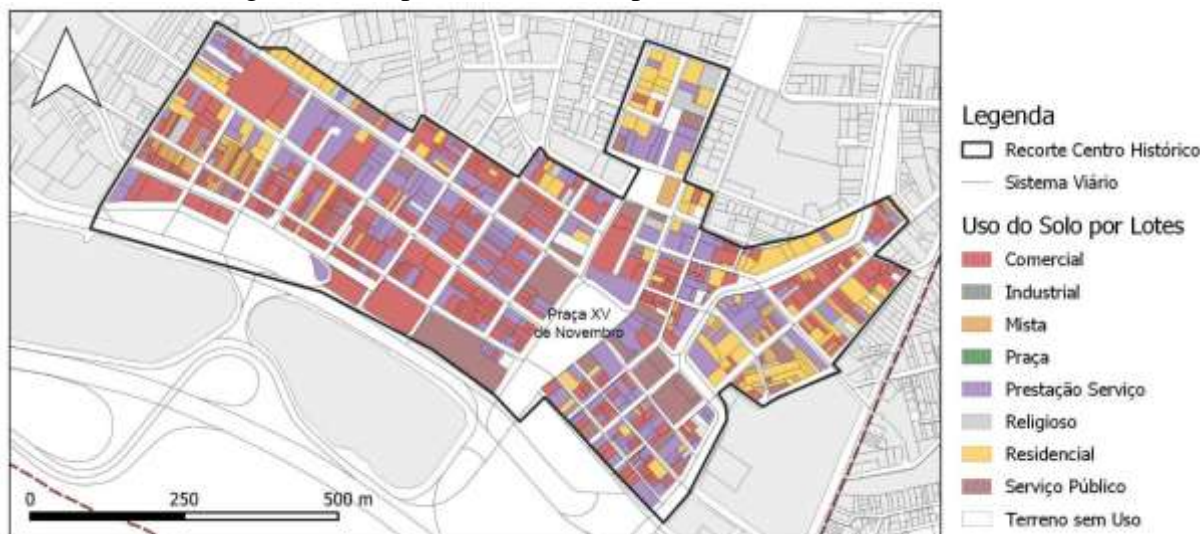 Praça XV
de Novembro
0 250 500 m
Legenda
Recorte Centro Histórico
Sistema Viário
Uso do Solo por Lotes
Comercial
Industrial
Mista
Praça
Prestação Serviço
Religioso
Residencial
Serviço Público
Terreno sem Uso